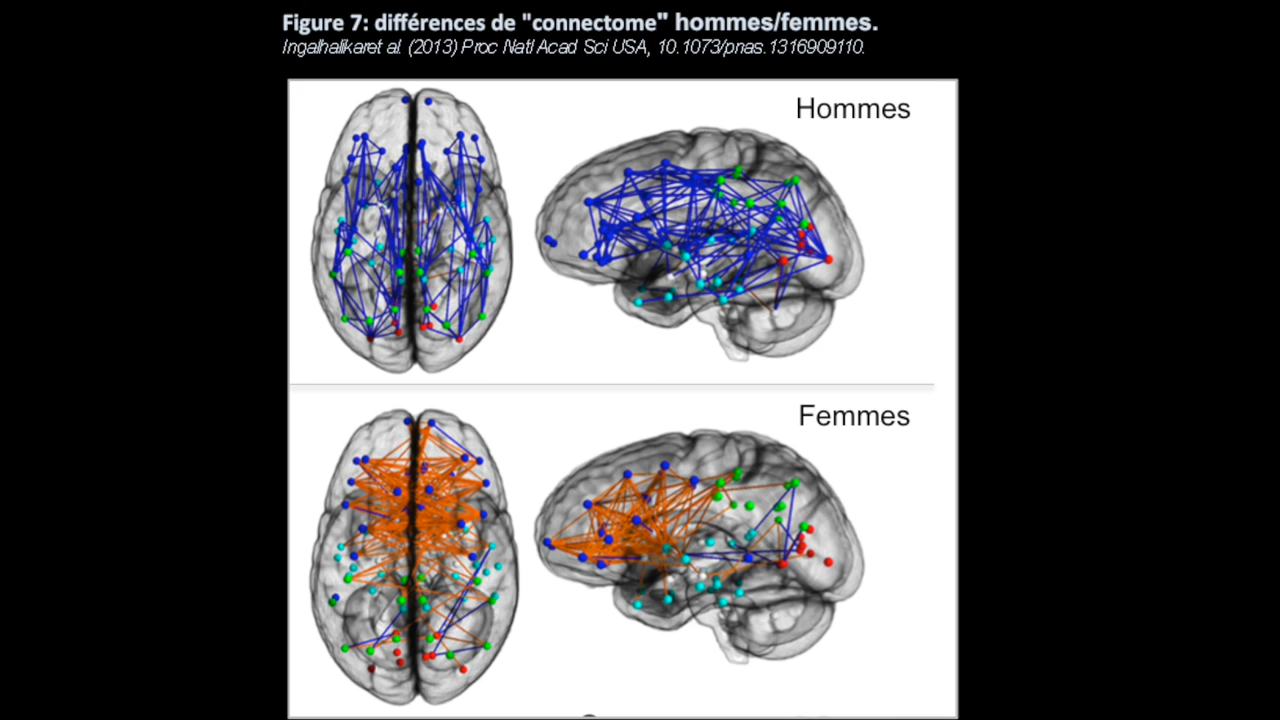 Figure 7: différences de "connectome" hommes/femmes.
Ingalhalikaret al. (2013) Proc Natl Acad Sci USA, 10.1073/pnas.1316909110.
Hommes
Femmes